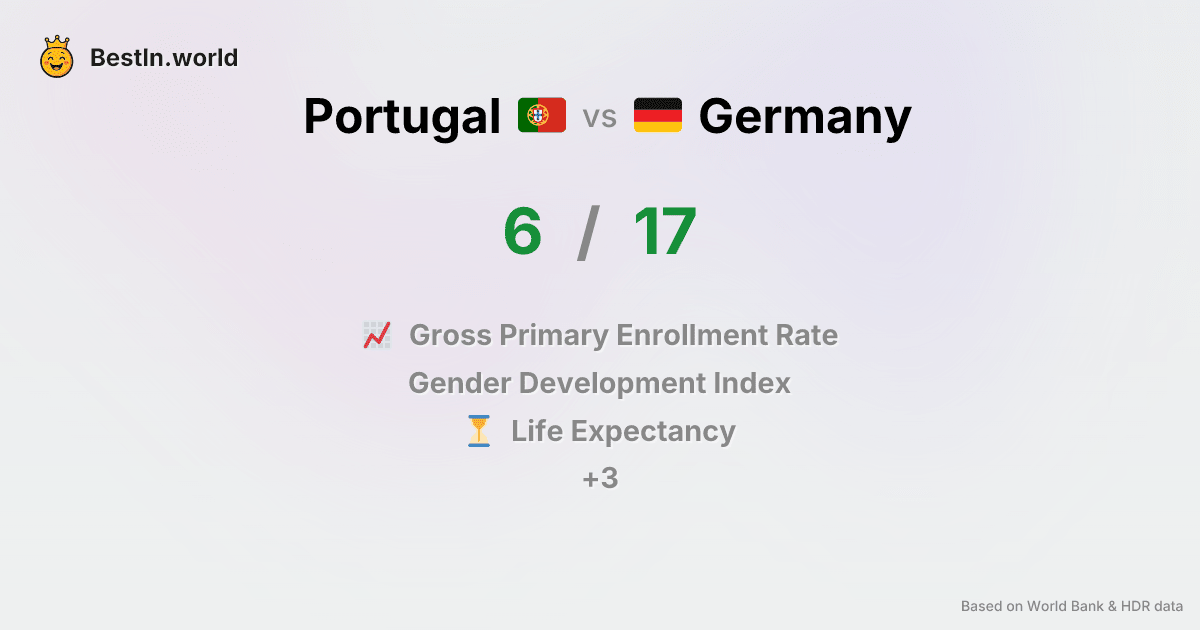 BestIn.world
Portugal vs Germany
6 / 17
Gross Primary Enrollment Rate
Gender Development Index
Life Expectancy
+3
Based on World Bank & HDR data